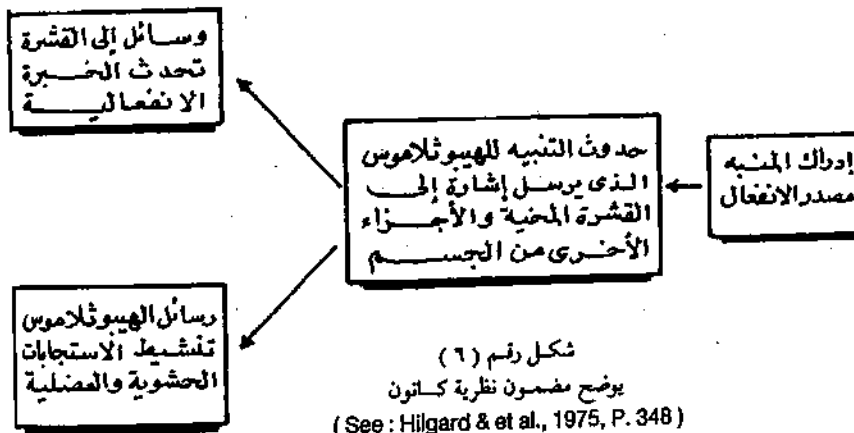 إدراك المنبه
مصدر الانفعال
حدوث التنبيه للهيبوثلاموس
الذى يرسل إشارة إلى
القشرة المخية والأجزاء
الأخرى من الجسم
وسائل إلى القشرة
تحدث الخبرة
الانفعالية
رسائل الهيبوثلاموس
تنشيط الاستجابات
الحشوية والعضلية
شكل رقم (٦)
يوضح مضمون نظرية كانون
(See : Hilgard & et al., 1975, P. 348)